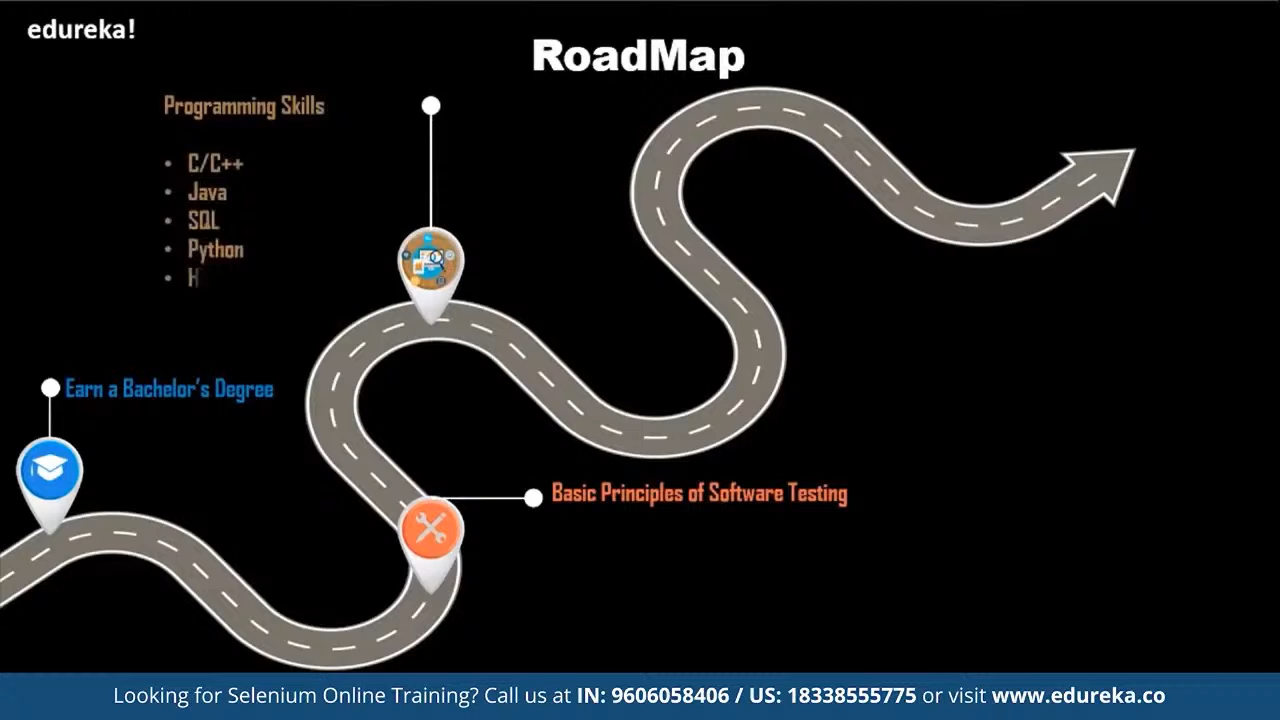 edureka!
RoadMap
Programming Skills
• C/C++
• Java
• SQL
• Python
• H
Earn a Bachelor's Degree
Basic Principles of Software Testing
Looking for Selenium Online Training? Call us at IN: 9606058406 / US: 18338555775 or visit www.edureka.co